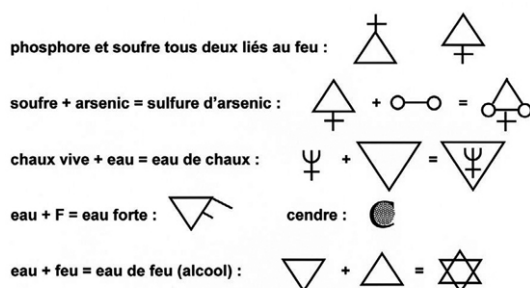 phosphore et soufre tous deux liés au feu :
soufre + arsenic = sulfure d'arsenic : + =
chaux vive + eau = eau de chaux : + =
eau + F = eau forte : cendre :
eau + feu = eau de feu (alcool) : + =